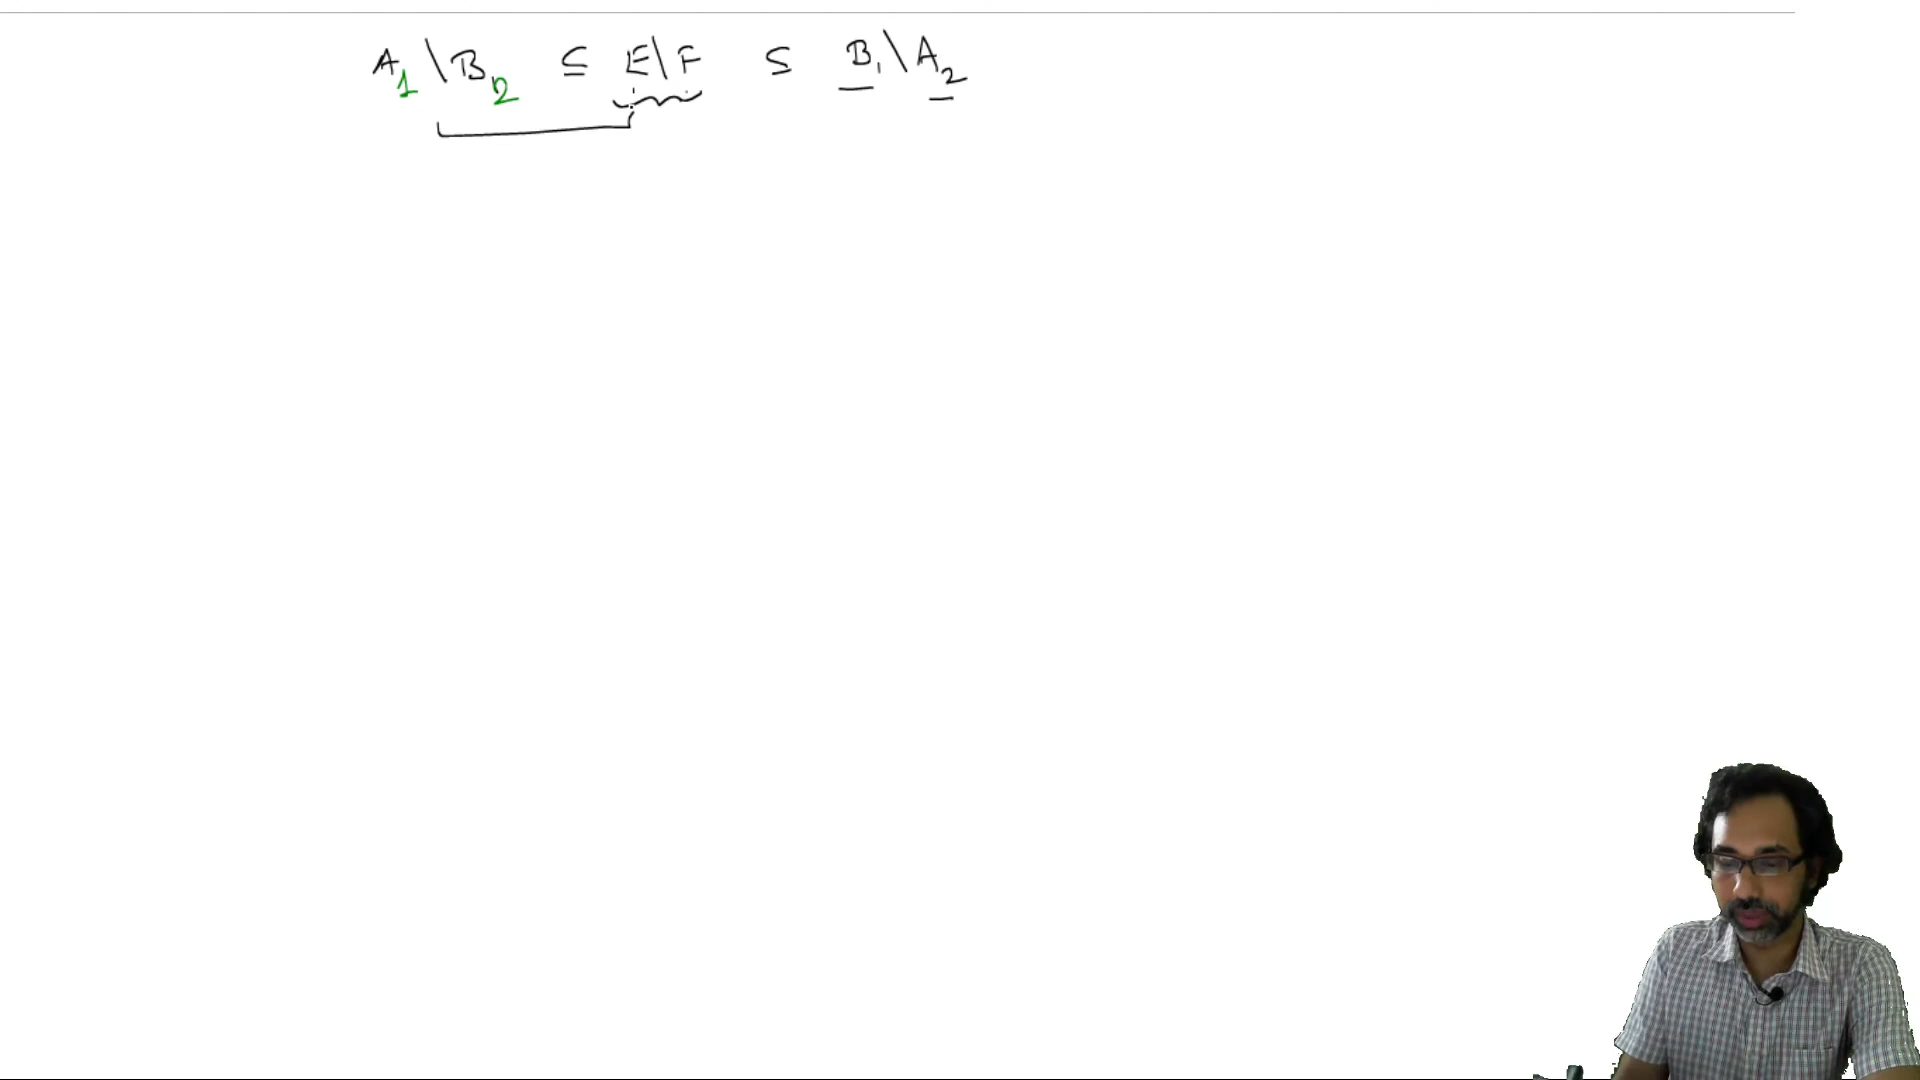 A₁ \ B₂ ⊆ E\F ⊆ B₁ \ A₂